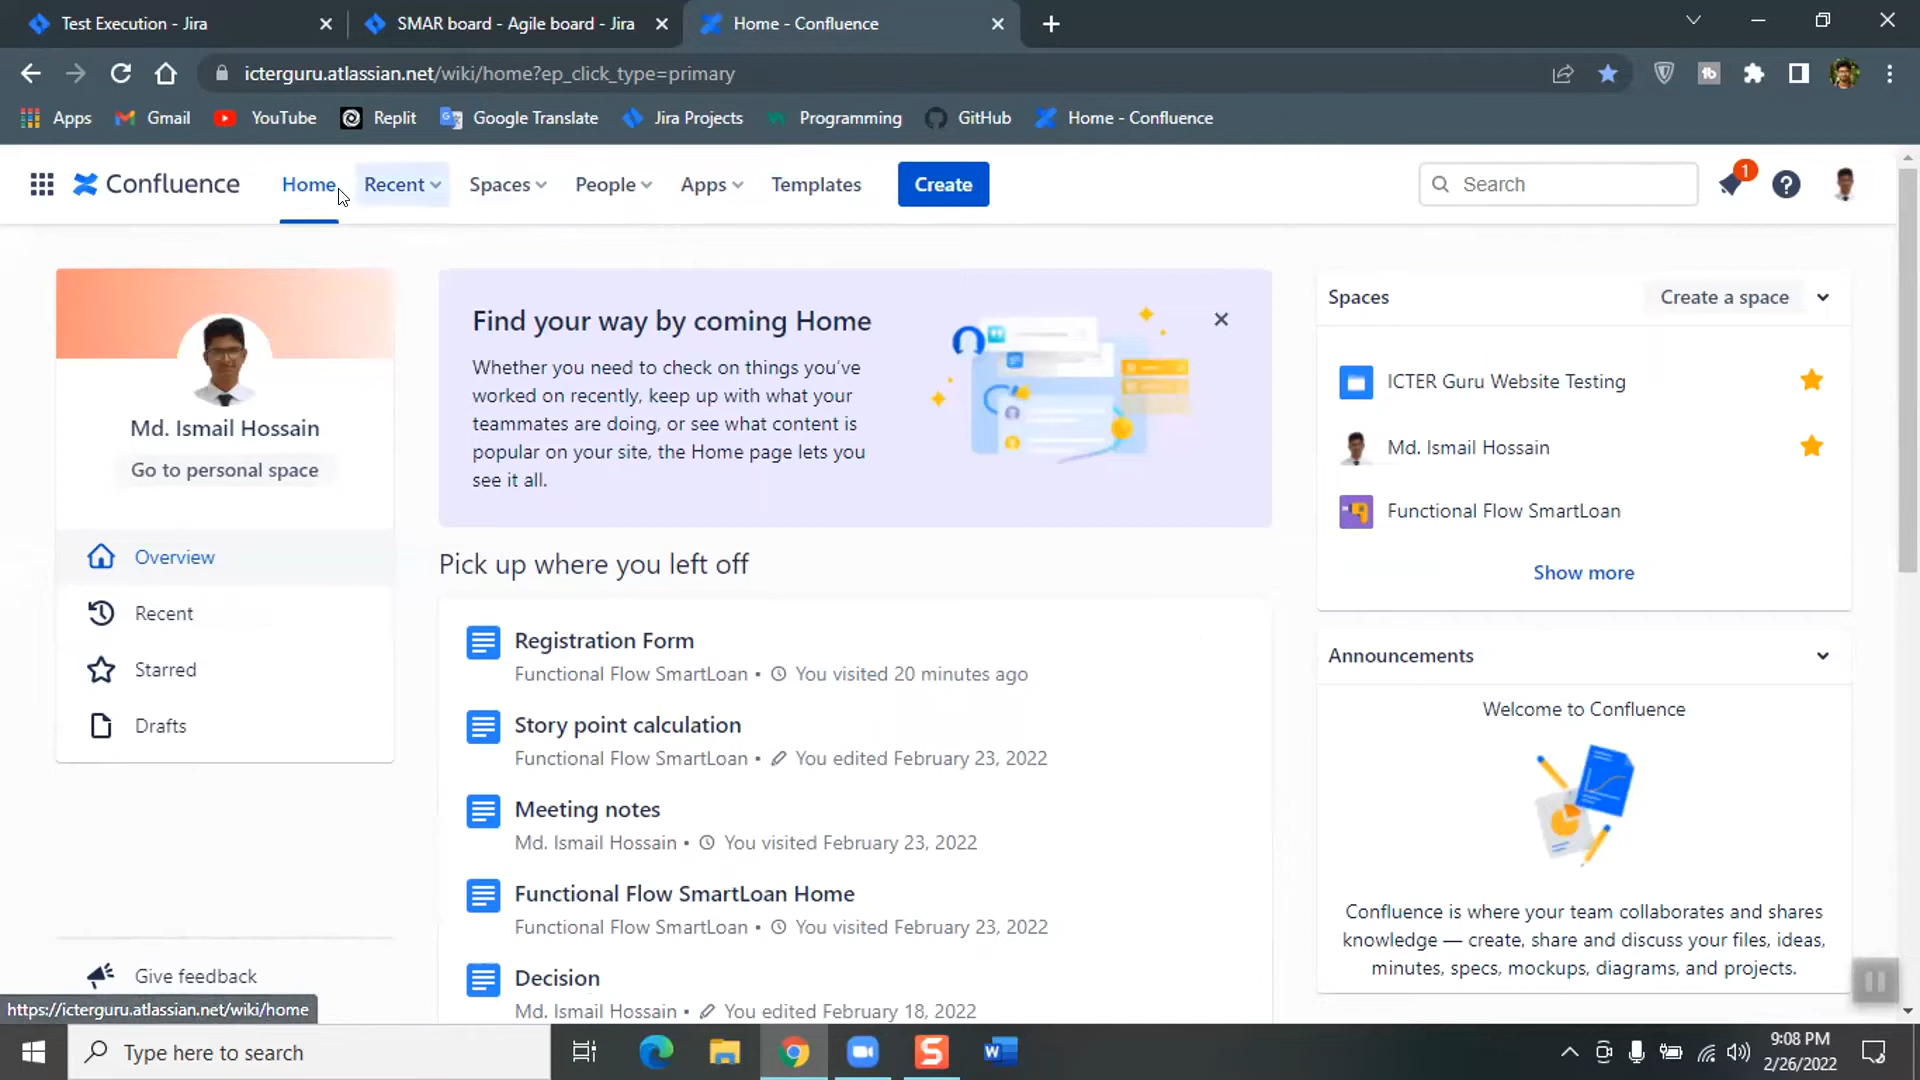 Test Execution - Jira
SMAR board - Agile board - Jira
Home - Confluence
icterguru.atlassian.net/wiki/home?ep_click_type=primary
Apps
Gmail
YouTube
Replit
Google Translate
Jira Projects
Programming
GitHub
Home - Confluence
Confluence
Home
Recent
Spaces
People
Apps
Templates
Create
Search
1
Md. Ismail Hossain
Go to personal space
Overview
Recent
Starred
Drafts
Give feedback
https://icterguru.atlassian.net/wiki/home
Find your way by coming Home
Whether you need to check on things you've
worked on recently, keep up with what your
teammates are doing, or see what content is
popular on your site, the Home page lets you
see it all.
Pick up where you left off
Registration Form
Functional Flow SmartLoan • You visited 20 minutes ago
Story point calculation
Functional Flow SmartLoan • You edited February 23, 2022
Meeting notes
Md. Ismail Hossain • You visited February 23, 2022
Functional Flow SmartLoan Home
Functional Flow SmartLoan • You visited February 23, 2022
Decision
Md. Ismail Hossain • You edited February 18, 2022
Spaces
Create a space
ICTER Guru Website Testing
Md. Ismail Hossain
Functional Flow SmartLoan
Show more
Announcements
Welcome to Confluence
Confluence is where your team collaborates and shares
knowledge — create, share and discuss your files, ideas,
minutes, specs, mockups, diagrams, and projects.
Type here to search
9:08 PM
2/26/2022